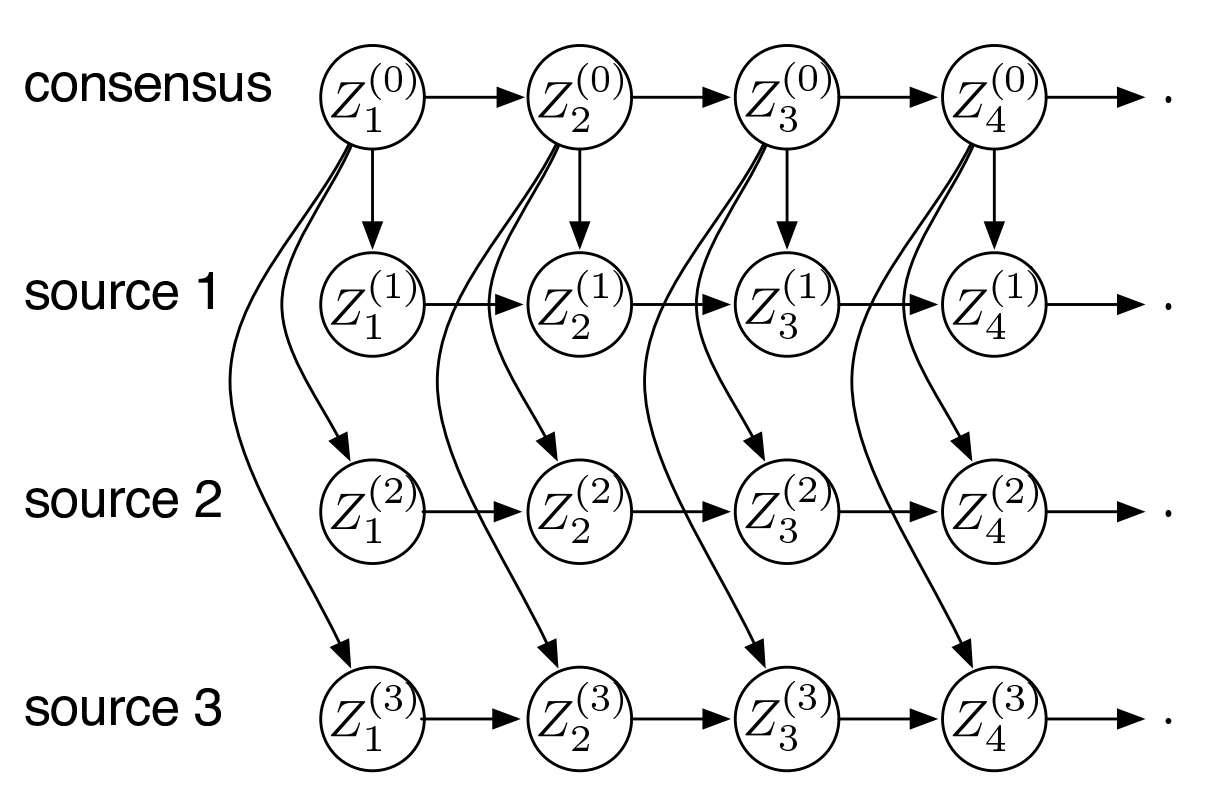 consensus Z_1^{(0)} Z_2^{(0)} Z_3^{(0)} Z_4^{(0)} .
source 1 Z_1^{(1)} Z_2^{(1)} Z_3^{(1)} Z_4^{(1)} .
source 2 Z_1^{(2)} Z_2^{(2)} Z_3^{(2)} Z_4^{(2)} .
source 3 Z_1^{(3)} Z_2^{(3)} Z_3^{(3)} Z_4^{(3)} .